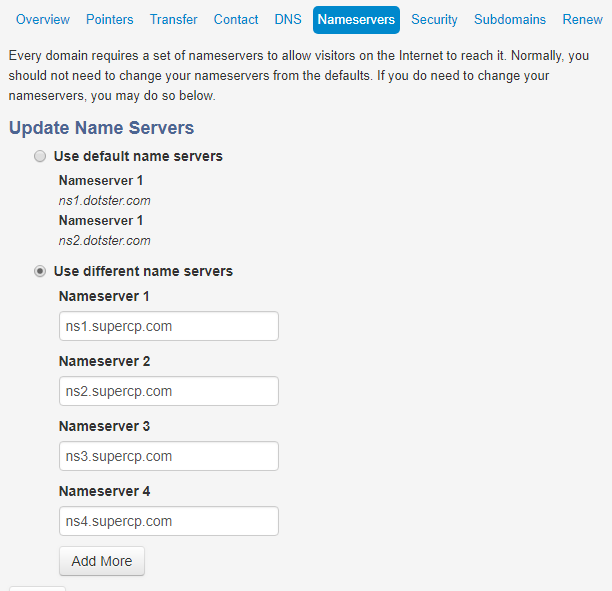 Overview Pointers Transfer Contact DNS Nameservers Security Subdomains Renew
Every domain requires a set of nameservers to allow visitors on the Internet to reach it. Normally, you
should not need to change your nameservers from the defaults. If you do need to change your
nameservers, you may do so below.
Update Name Servers
Use default name servers
Nameserver 1
ns1.dotster.com
Nameserver 1
ns2.dotster.com
Use different name servers
Nameserver 1
ns1.supercp.com
Nameserver 2
ns2.supercp.com
Nameserver 3
ns3.supercp.com
Nameserver 4
ns4.supercp.com
Add More